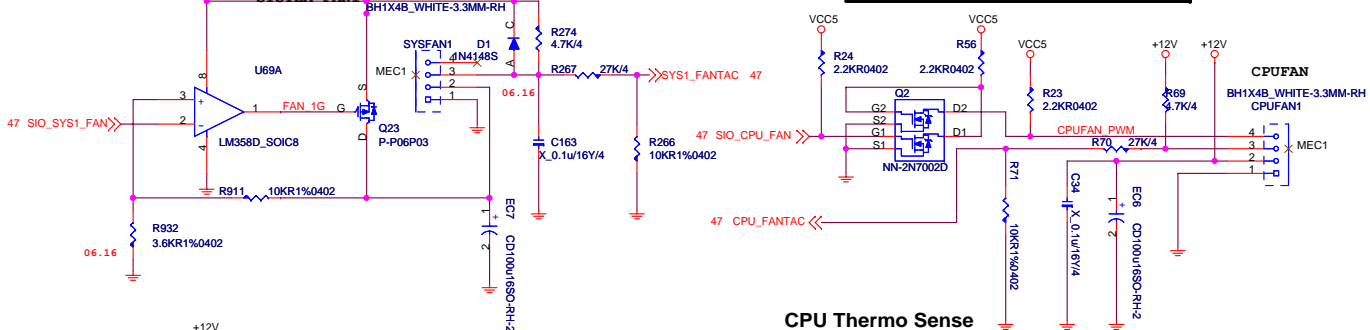 BH1X4B_WHITE-3.3MM-RH
U69A
8
3
+
2
-
1
4
LM358D_SOIC8
47 SIO_SYS1_FAN
FAN_1G
G
S
D
Q23
P-P06P03
SYSFAN1
MEC1
4
3
2
1
D1
1N4148S
C
A
R274
4.7K/4
R267
27K/4
SYS1_FANTAC 47
06.16
C163
X_0.1u/16Y/4
R266
10KR1%0402
R911
10KR1%0402
R932
3.6KR1%0402
06.16
1
+
2
EC7
CD100u16SO-RH-2
+12V
VCC5
R24
2.2KR0402
VCC5
R56
2.2KR0402
VCC5
R23
2.2KR0402
+12V
+12V
R69
4.7K/4
CPUFAN
BH1X4B_WHITE-3.3MM-RH
CPUFAN1
4
3
2
1
MEC1
Q2
G2
S2
G1
S1
D2
D1
NN-2N7002D
47 SIO_CPU_FAN
CPUFAN_PWM
R70
27K/4
R71
10KR1%0402
C34
X_0.1u/16Y/4
1
+
2
EC6
CD100u16SO-RH-2
47 CPU_FANTAC
CPU Thermo Sense